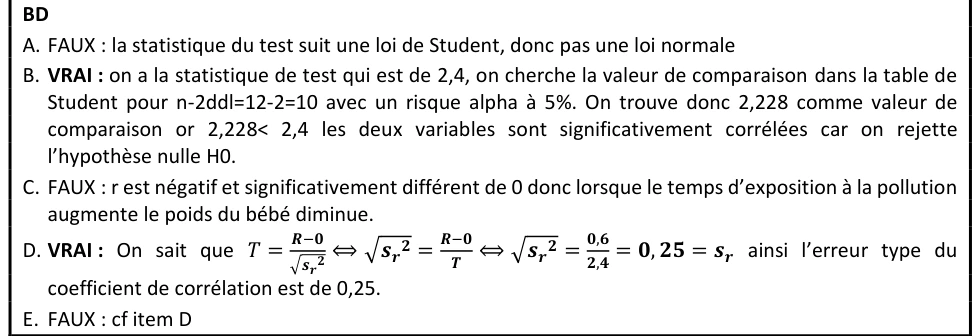 BD
A. FAUX : la statistique du test suit une loi de Student, donc pas une loi normale
B. VRAI : on a la statistique de test qui est de 2,4, on cherche la valeur de comparaison dans la table de
Student pour n-2ddl=12-2=10 avec un risque alpha à 5%. On trouve donc 2,228 comme valeur de
comparaison or 2,228< 2,4 les deux variables sont significativement corrélées car on rejette
l’hypothèse nulle H0.
C. FAUX : r est négatif et significativement différent de 0 donc lorsque le temps d’exposition à la pollution
augmente le poids du bébé diminue.
D. VRAI : On sait que T = (R−0)/√(sᵣ²) ⟺ √(sᵣ²) = (R−0)/T ⟺ √(sᵣ²) = 0,6/2,4 = 0,25 = sᵣ ainsi l’erreur type du
coefficient de corrélation est de 0,25.
E. FAUX : cf item D